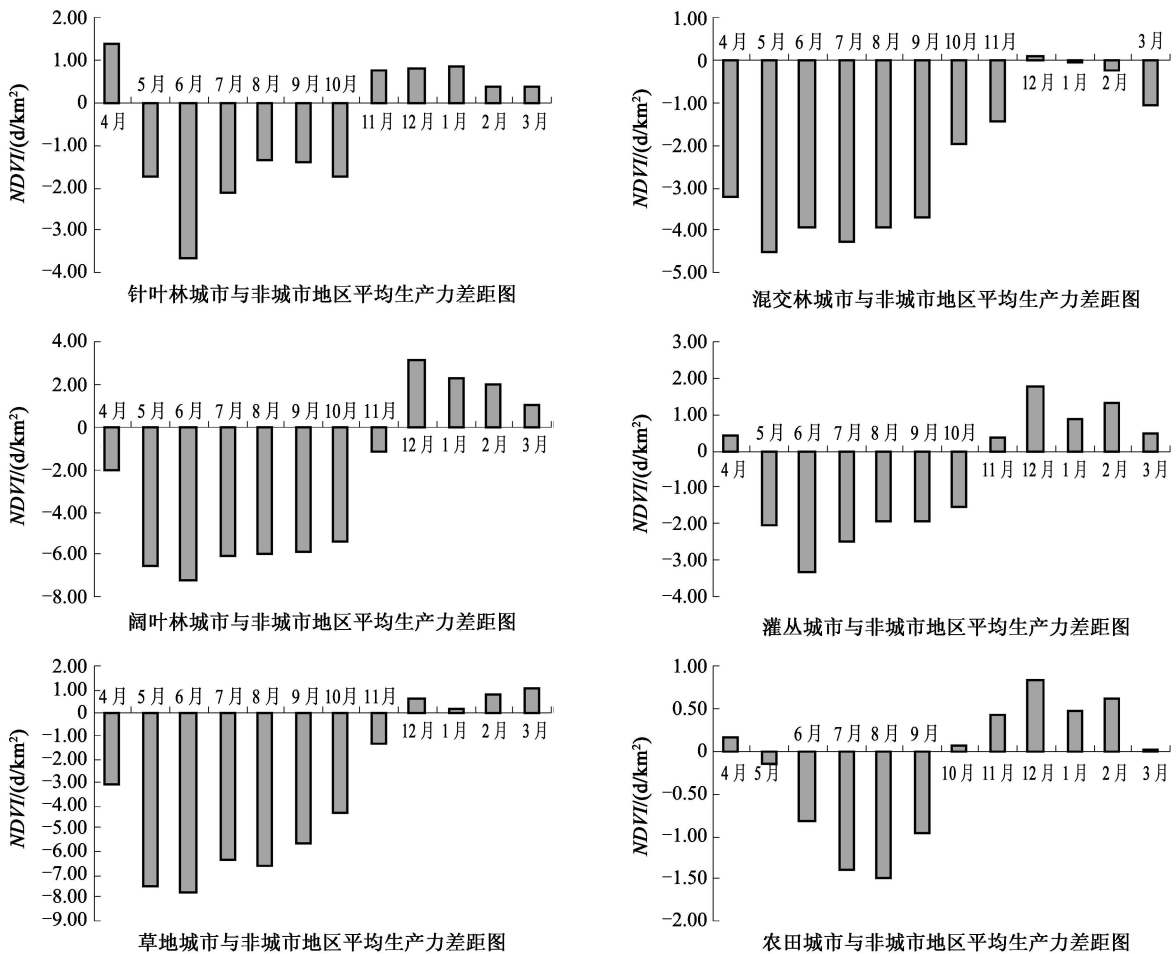 2.00
1.00
0
−1.00
−2.00
−3.00
−4.00
NDVI/(d/km²)
5月 6月 7月 8月 9月 10月
4月 11月 12月 1月 2月 3月
针叶林城市与非城市地区平均生产力差距图
1.00
0
−1.00
−2.00
−3.00
−4.00
−5.00
NDVI/(d/km²)
4月 5月 6月 7月 8月 9月 10月 11月 3月
12月 1月 2月
混交林城市与非城市地区平均生产力差距图
4.00
2.00
0
−2.00
−4.00
−6.00
−8.00
NDVI/(d/km²)
4月 5月 6月 7月 8月 9月 10月 11月
12月 1月 2月 3月
阔叶林城市与非城市地区平均生产力差距图
3.00
2.00
1.00
0
−1.00
−2.00
−3.00
−4.00
NDVI/(d/km²)
5月 6月 7月 8月 9月 10月
4月 11月 12月 1月 2月 3月
灌丛城市与非城市地区平均生产力差距图
2.00
1.00
0
−1.00
−2.00
−3.00
−4.00
−5.00
−6.00
−7.00
−8.00
−9.00
NDVI/(d/km²)
4月 5月 6月 7月 8月 9月 10月 11月
12月 1月 2月 3月
草地城市与非城市地区平均生产力差距图
1.00
0.50
0
−0.50
−1.00
−1.50
−2.00
NDVI/(d/km²)
6月 7月 8月 9月
4月 5月 10月 11月 12月 1月 2月 3月
农田城市与非城市地区平均生产力差距图